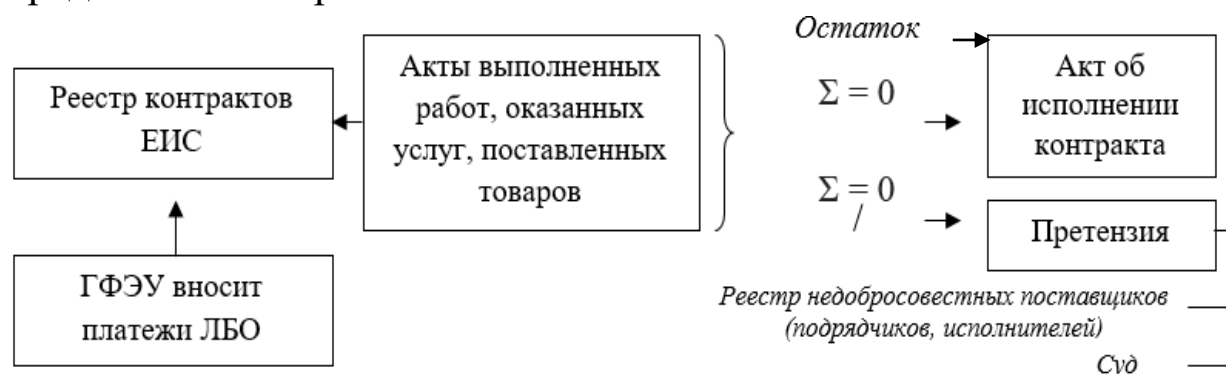 Реестр контрактов
ЕИС
Акты выполненных
работ, оказанных
услуг, поставленных
товаров
Остаток
Σ = 0
Σ = 0
/
Акт об
исполнении
контракта
Претензия
ГФЭУ вносит
платежи ЛБО
Реестр недобросовестных поставщиков
(подрядчиков, исполнителей)
Суд